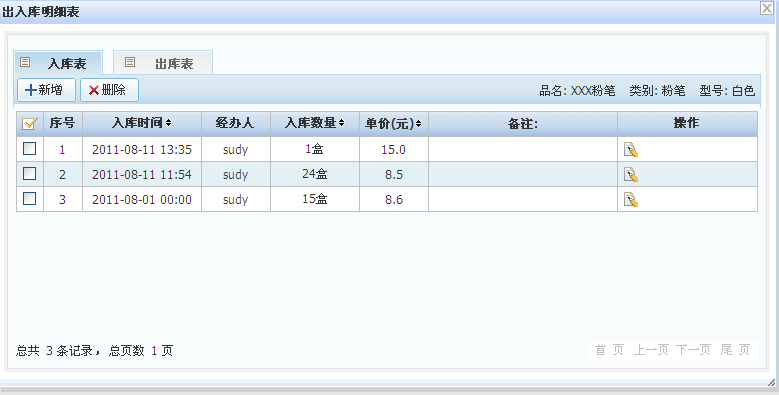 出入库明细表
入库表 出库表
新增 删除 品名: XXX粉笔 类别: 粉笔 型号: 白色
序号 入库时间 经办人 入库数量 单价(元) 备注: 操作
1 2011-08-11 13:35 sudy 1盒 15.0
2 2011-08-11 11:54 sudy 24盒 8.5
3 2011-08-01 00:00 sudy 15盒 8.6
总共 3 条记录，总页数 1 页 首 页 上一页 下一页 尾 页